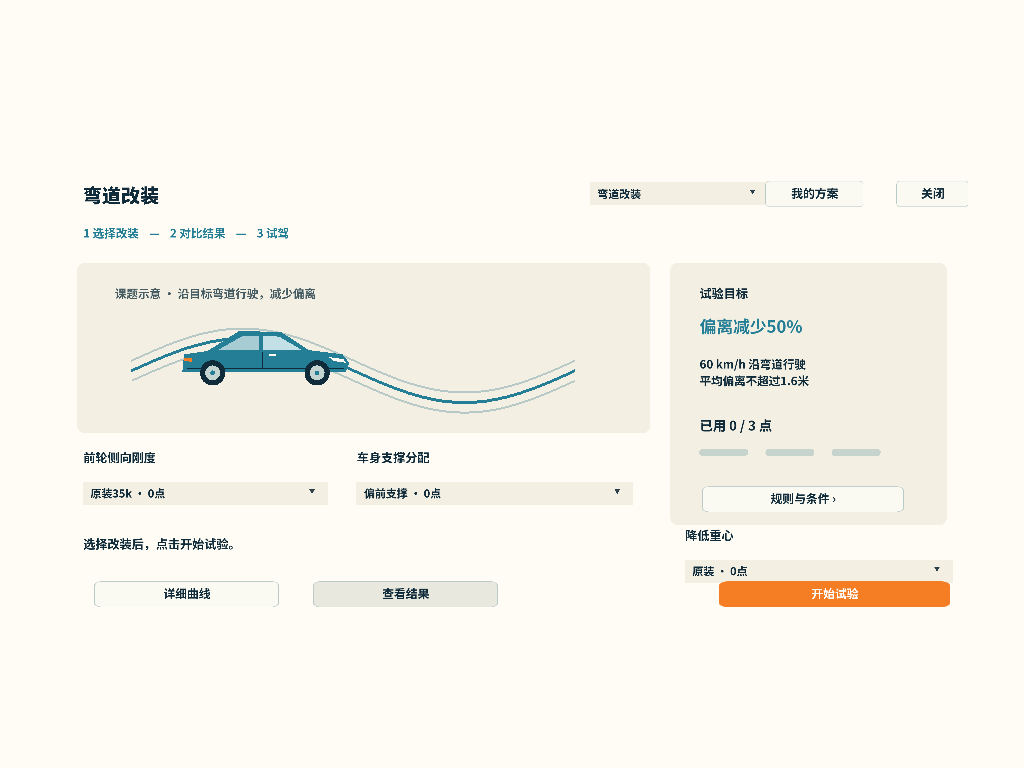 弯道改装
弯道改装
我的方案
关闭
1 选择改装 — 2 对比结果 — 3 试驾
课题示意 · 沿目标弯道行驶，减少偏离
试验目标
偏离减少50%
60 km/h 沿弯道行驶
平均偏离不超过1.6米
已用 0 / 3 点
规则与条件 ›
前轮侧向刚度
原装35k · 0点
车身支撑分配
偏前支撑 · 0点
降低重心
原装 · 0点
选择改装后，点击开始试验。
详细曲线
查看结果
开始试验